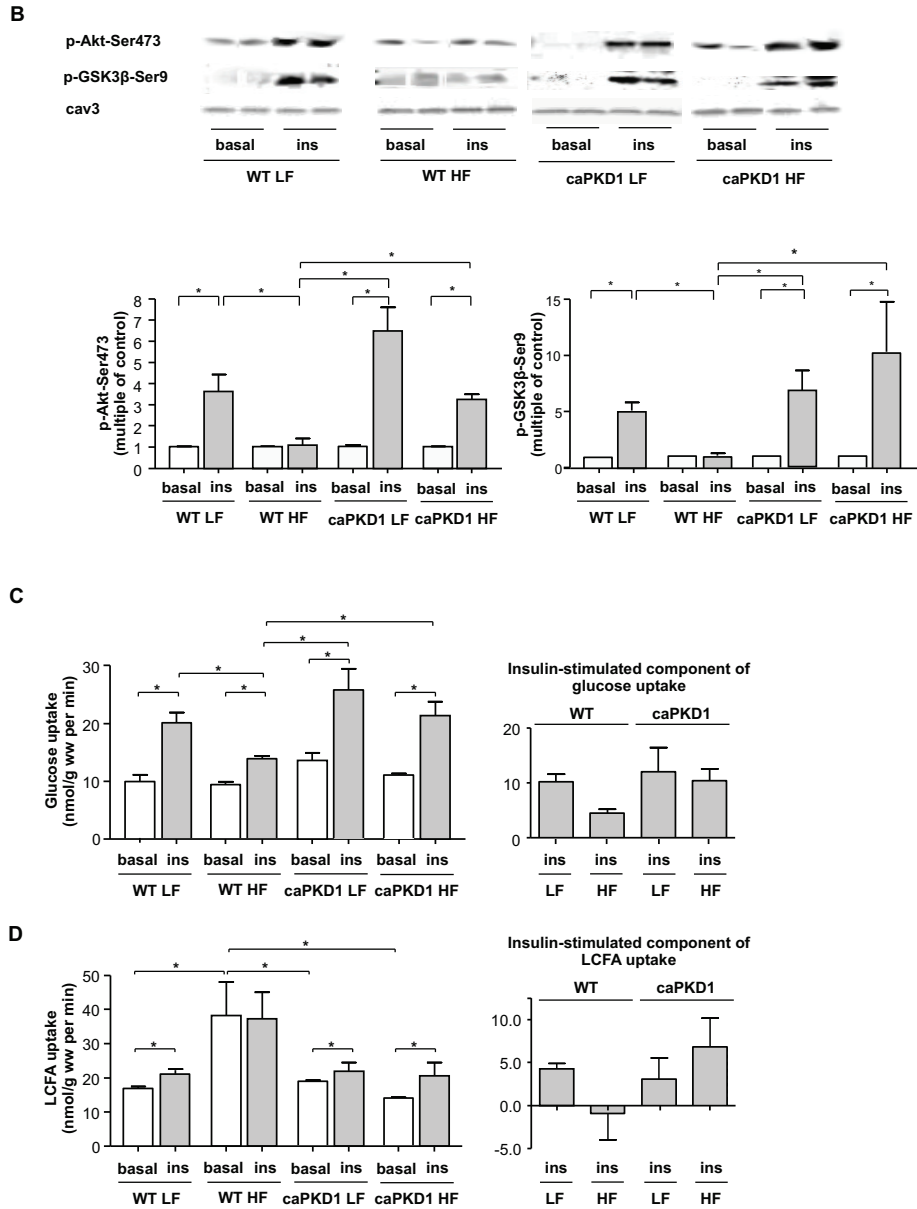 B
p-Akt-Ser473
p-GSK3β-Ser9
cav3
basal ins basal ins basal ins basal ins
WT LF WT HF caPKD1 LF caPKD1 HF
* * * * * * *
p-Akt-Ser473
(multiple of control)
8
7
6
5
4
3
2
1
0
basal ins basal ins basal ins basal ins
WT LF WT HF caPKD1 LF caPKD1 HF
* * * * * *
p-GSK3β-Ser9
(multiple of control)
15
10
5
0
basal ins basal ins basal ins basal ins
WT LF WT HF caPKD1 LF caPKD1 HF
C
* * * * * * *
Glucose uptake
(nmol/g ww per min)
30
20
10
0
basal ins basal ins basal ins basal ins
WT LF WT HF caPKD1 LF caPKD1 HF
Insulin-stimulated component of
glucose uptake
WT caPKD1
20
10
0
ins ins ins ins
LF HF LF HF
D
* * * * * *
LCFA uptake
(nmol/g ww per min)
50
40
30
20
10
0
basal ins basal ins basal ins basal ins
WT LF WT HF caPKD1 LF caPKD1 HF
Insulin-stimulated component of
LCFA uptake
WT caPKD1
10.0
5.0
0.0
-5.0
ins ins ins ins
LF HF LF HF